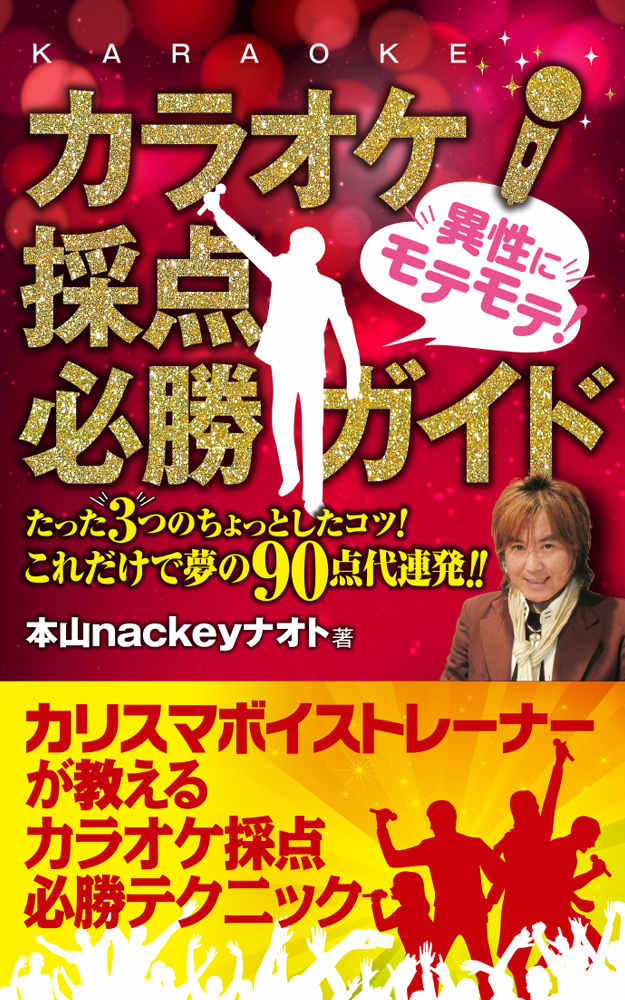 KARAOKE
カラオケ
異性に
モテモテ!
採点
必勝ガイド
たった3つのちょっとしたコツ!
これだけで夢の90点代連発!!
本山nackeyナオト著
カリスマボイストレーナー
が教える
カラオケ採点
必勝テクニック